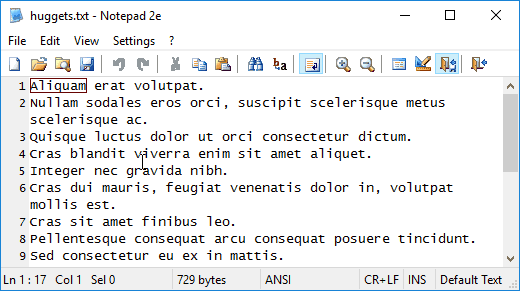 huggets.txt - Notepad 2e
File Edit View Settings ?
1 Aliquam erat volutpat.
2 Nullam sodales eros orci, suscipit scelerisque metus
scelerisque ac.
3 Quisque luctus dolor ut orci consectetur dictum.
4 Cras blandit viverra enim sit amet aliquet.
5 Integer nec gravida nibh.
6 Cras dui mauris, feugiat venenatis dolor in, volutpat
mollis est.
7 Cras sit amet finibus leo.
8 Pellentesque consequat arcu consequat posuere tincidunt.
9 Sed consectetur eu ex in mattis.
Ln 1 : 17 Col 1 Sel 0 729 bytes ANSI CR+LF INS Default Text